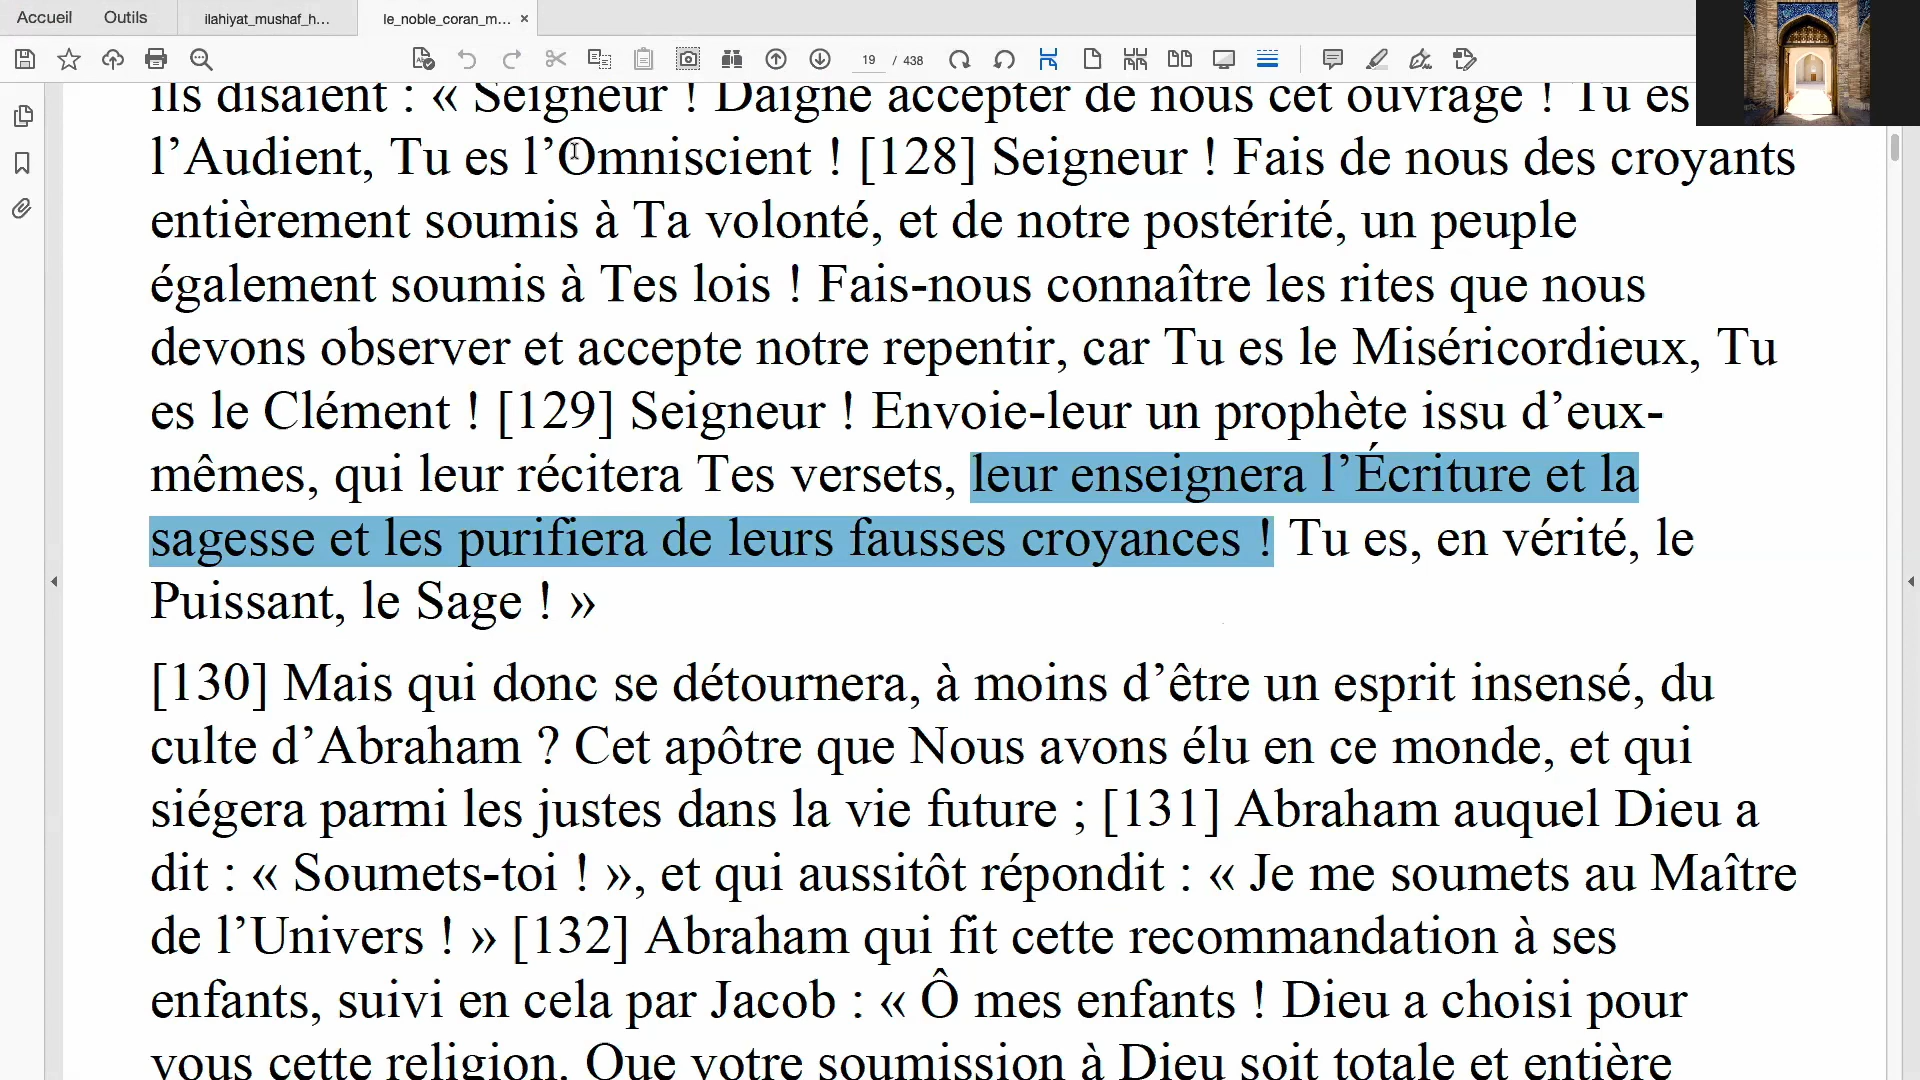 Accueil Outils ilahiyat_mushaf_h... le_noble_coran_m... ×
19 / 438
ils disaient : « Seigneur ! Daigne accepter de nous cet ouvrage ! Tu es
l’Audient, Tu es l’Omniscient ! [128] Seigneur ! Fais de nous des croyants
entièrement soumis à Ta volonté, et de notre postérité, un peuple
également soumis à Tes lois ! Fais-nous connaître les rites que nous
devons observer et accepte notre repentir, car Tu es le Miséricordieux, Tu
es le Clément ! [129] Seigneur ! Envoie-leur un prophète issu d’eux-
mêmes, qui leur récitera Tes versets, leur enseignera l’Écriture et la
sagesse et les purifiera de leurs fausses croyances ! Tu es, en vérité, le
Puissant, le Sage ! »
[130] Mais qui donc se détournera, à moins d’être un esprit insensé, du
culte d’Abraham ? Cet apôtre que Nous avons élu en ce monde, et qui
siégera parmi les justes dans la vie future ; [131] Abraham auquel Dieu a
dit : « Soumets-toi ! », et qui aussitôt répondit : « Je me soumets au Maître
de l’Univers ! » [132] Abraham qui fit cette recommandation à ses
enfants, suivi en cela par Jacob : « Ô mes enfants ! Dieu a choisi pour
vous cette religion. Que votre soumission à Dieu soit totale et entière